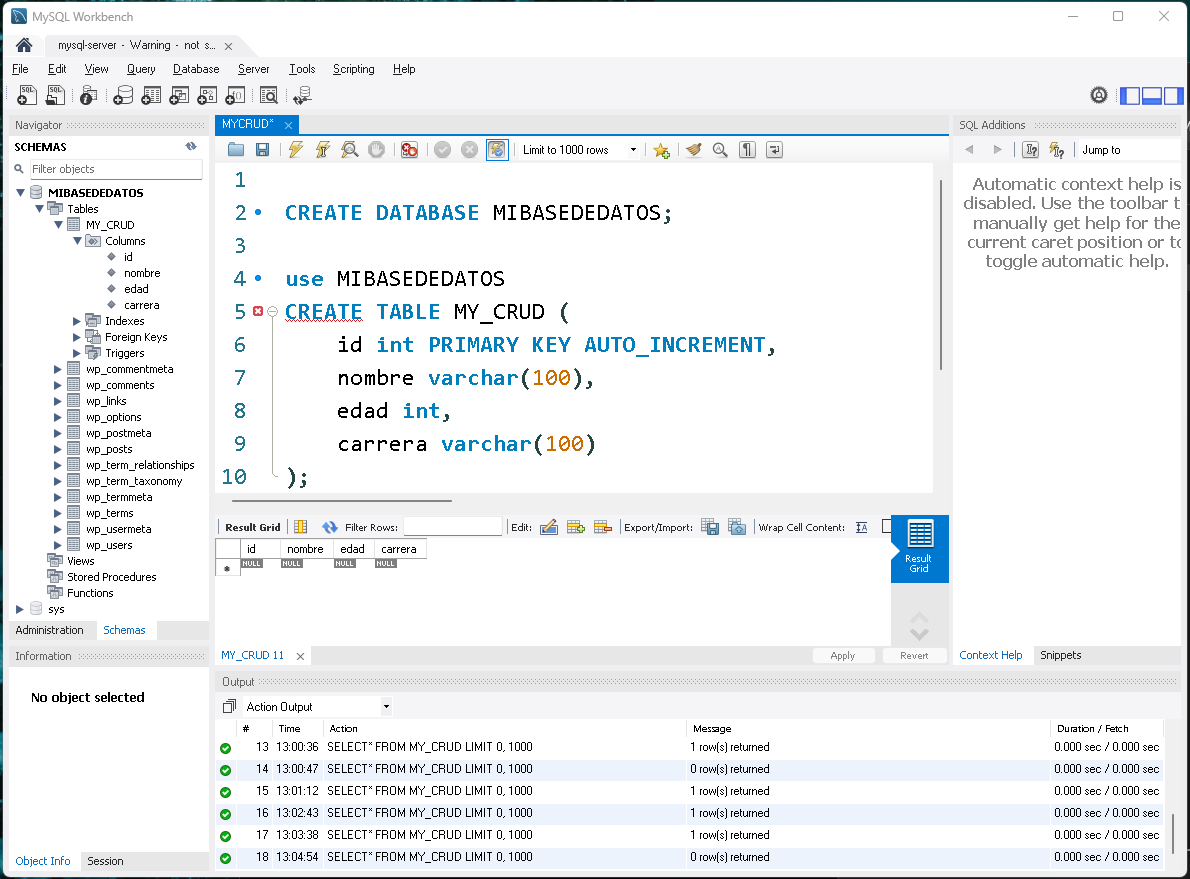 MySQL Workbench
mysql-server - Warning - not s...
File Edit View Query Database Server Tools Scripting Help
Navigator
SCHEMAS
Filter objects
MIBASEDEDATOS
Tables
MY_CRUD
Columns
id
nombre
edad
carrera
Indexes
Foreign Keys
Triggers
wp_commentmeta
wp_comments
wp_links
wp_options
wp_postmeta
wp_posts
wp_term_relationships
wp_term_taxonomy
wp_termmeta
wp_terms
wp_usermeta
wp_users
Views
Stored Procedures
Functions
sys
Administration Schemas
Information
No object selected
Object Info Session
MYCRUD*
Limit to 1000 rows
1
2 CREATE DATABASE MIBASEDEDATOS;
3
4 use MIBASEDEDATOS
5 CREATE TABLE MY_CRUD (
6 id int PRIMARY KEY AUTO_INCREMENT,
7 nombre varchar(100),
8 edad int,
9 carrera varchar(100)
10 );
Result Grid Filter Rows: Edit: Export/Import: Wrap Cell Content:
id nombre edad carrera
NULL NULL NULL NULL
Result
Grid
MY_CRUD 11 Apply Revert
SQL Additions
Jump to
Automatic context help is
disabled. Use the toolbar t
manually get help for the
current caret position or to
toggle automatic help.
Context Help Snippets
Output
Action Output
# Time Action Message Duration / Fetch
13 13:00:36 SELECT* FROM MY_CRUD LIMIT 0, 1000 1 row(s) returned 0.000 sec / 0.000 sec
14 13:00:47 SELECT* FROM MY_CRUD LIMIT 0, 1000 0 row(s) returned 0.000 sec / 0.000 sec
15 13:01:12 SELECT* FROM MY_CRUD LIMIT 0, 1000 1 row(s) returned 0.000 sec / 0.000 sec
16 13:02:43 SELECT* FROM MY_CRUD LIMIT 0, 1000 1 row(s) returned 0.000 sec / 0.000 sec
17 13:03:38 SELECT* FROM MY_CRUD LIMIT 0, 1000 1 row(s) returned 0.000 sec / 0.000 sec
18 13:04:54 SELECT* FROM MY_CRUD LIMIT 0, 1000 0 row(s) returned 0.000 sec / 0.000 sec